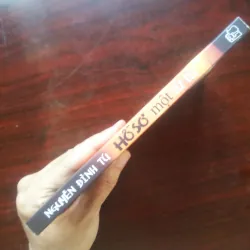 NGUYỄN ĐÌNH TÚ
HỒ SƠ MỘT